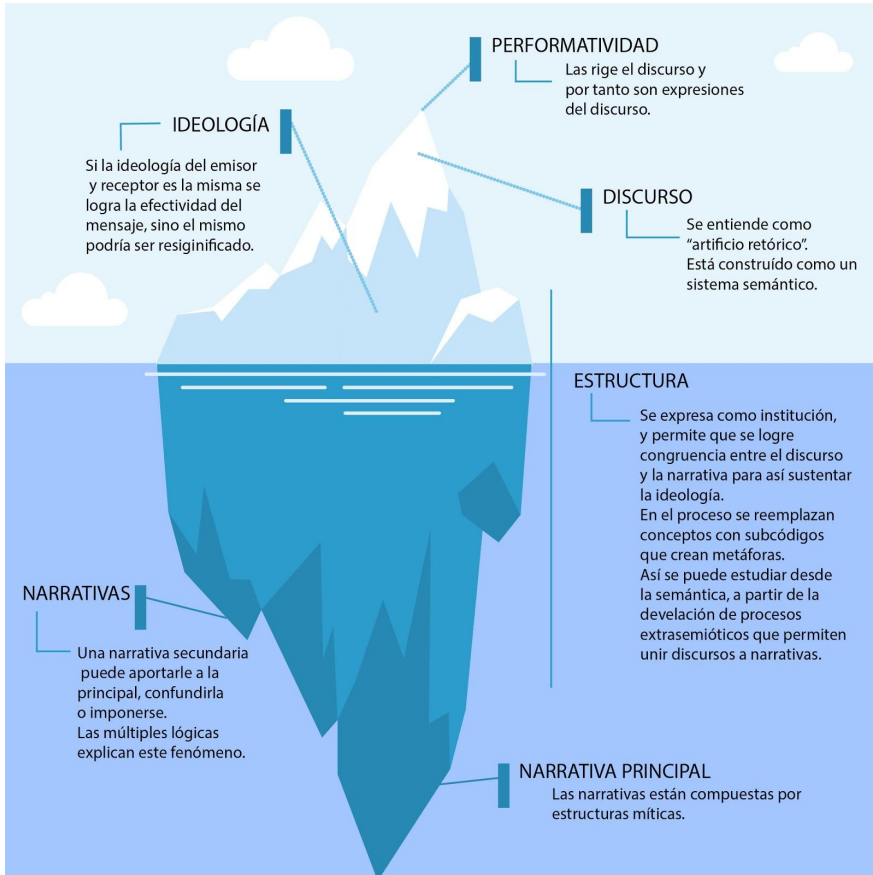 PERFORMATIVIDAD
Las rige el discurso y
por tanto son expresiones
del discurso.
IDEOLOGÍA
Si la ideología del emisor
y receptor es la misma se
logra la efectividad del
mensaje, sino el mismo
podría ser resiginificado.
DISCURSO
Se entiende como
“artificio retórico”.
Está construído como un
sistema semántico.
ESTRUCTURA
Se expresa como institución,
y permite que se logre
congruencia entre el discurso
y la narrativa para así sustentar
la ideología.
En el proceso se reemplazan
conceptos con subcódigos
que crean metáforas.
Así se puede estudiar desde
la semántica, a partir de la
develación de procesos
extrasemióticos que permiten
unir discursos a narrativas.
NARRATIVAS
Una narrativa secundaria
puede aportarle a la
principal, confundirla
o imponerse.
Las múltiples lógicas
explican este fenómeno.
NARRATIVA PRINCIPAL
Las narrativas están compuestas por
estructuras míticas.